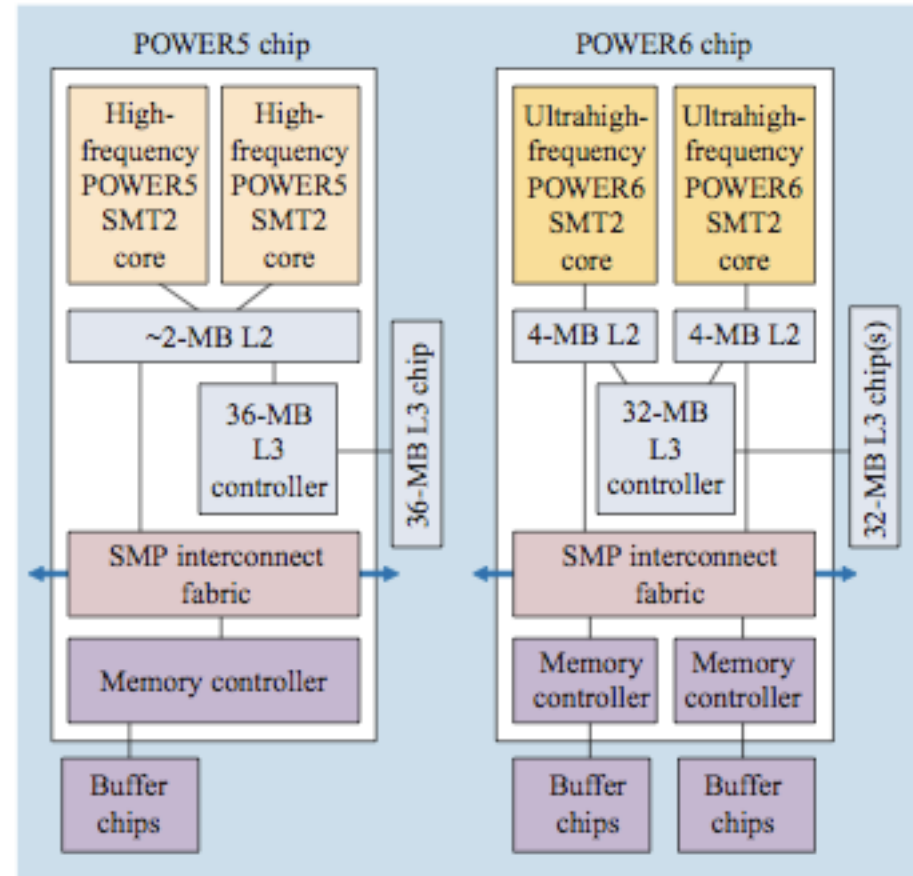 POWER5 chip
High-
frequency
POWER5
SMT2
core
High-
frequency
POWER5
SMT2
core
~2-MB L2
36-MB
L3
controller
36-MB L3 chip
SMP interconnect
fabric
Memory controller
Buffer
chips
POWER6 chip
Ultrahigh-
frequency
POWER6
SMT2
core
Ultrahigh-
frequency
POWER6
SMT2
core
4-MB L2
4-MB L2
32-MB
L3
controller
32-MB L3 chip(s)
SMP interconnect
fabric
Memory
controller
Memory
controller
Buffer
chips
Buffer
chips